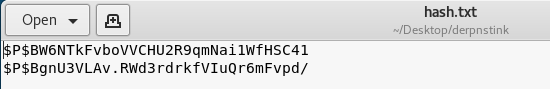 Open
hash.txt
~/Desktop/derpnstink
$P$BW6NTkFvboVVCHU2R9qmNai1WfHSC41
$P$BgnU3VLAv.RWd3rdrkfVIuQr6mFvpd/